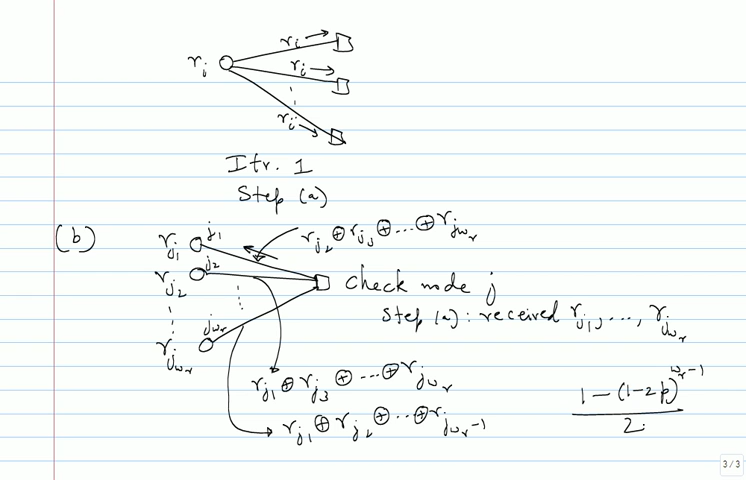 r_i
r_i →
r_i →
r_i →
Itr. 1
Step (a)
(b)
r_{j_1} j_1
r_{j_2} ⊕ r_{j_3} ⊕ ... ⊕ r_{j_{w_r}}
r_{j_2} j_2
check node j
Step (a): received r_{j_1}, ..., r_{j_{w_r}}
r_{j_{w_r}} j_{w_r}
r_{j_1} ⊕ r_{j_3} ⊕ ... ⊕ r_{j_{w_r}}
r_{j_1} ⊕ r_{j_2} ⊕ ... ⊕ r_{j_{w_r-1}}
1 - (1-2p)^{w_r-1}
2
3 / 3